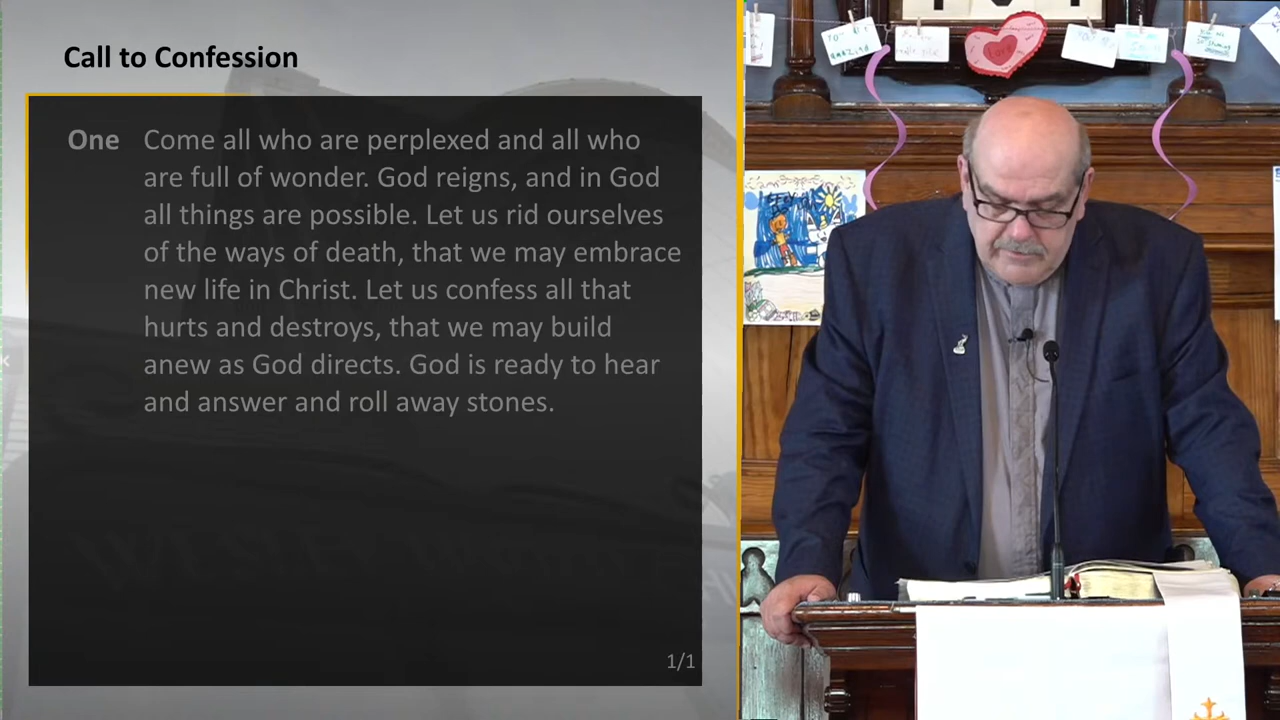 Call to Confession
One Come all who are perplexed and all who
are full of wonder. God reigns, and in God
all things are possible. Let us rid ourselves
of the ways of death, that we may embrace
new life in Christ. Let us confess all that
hurts and destroys, that we may build
anew as God directs. God is ready to hear
and answer and roll away stones.
1/1